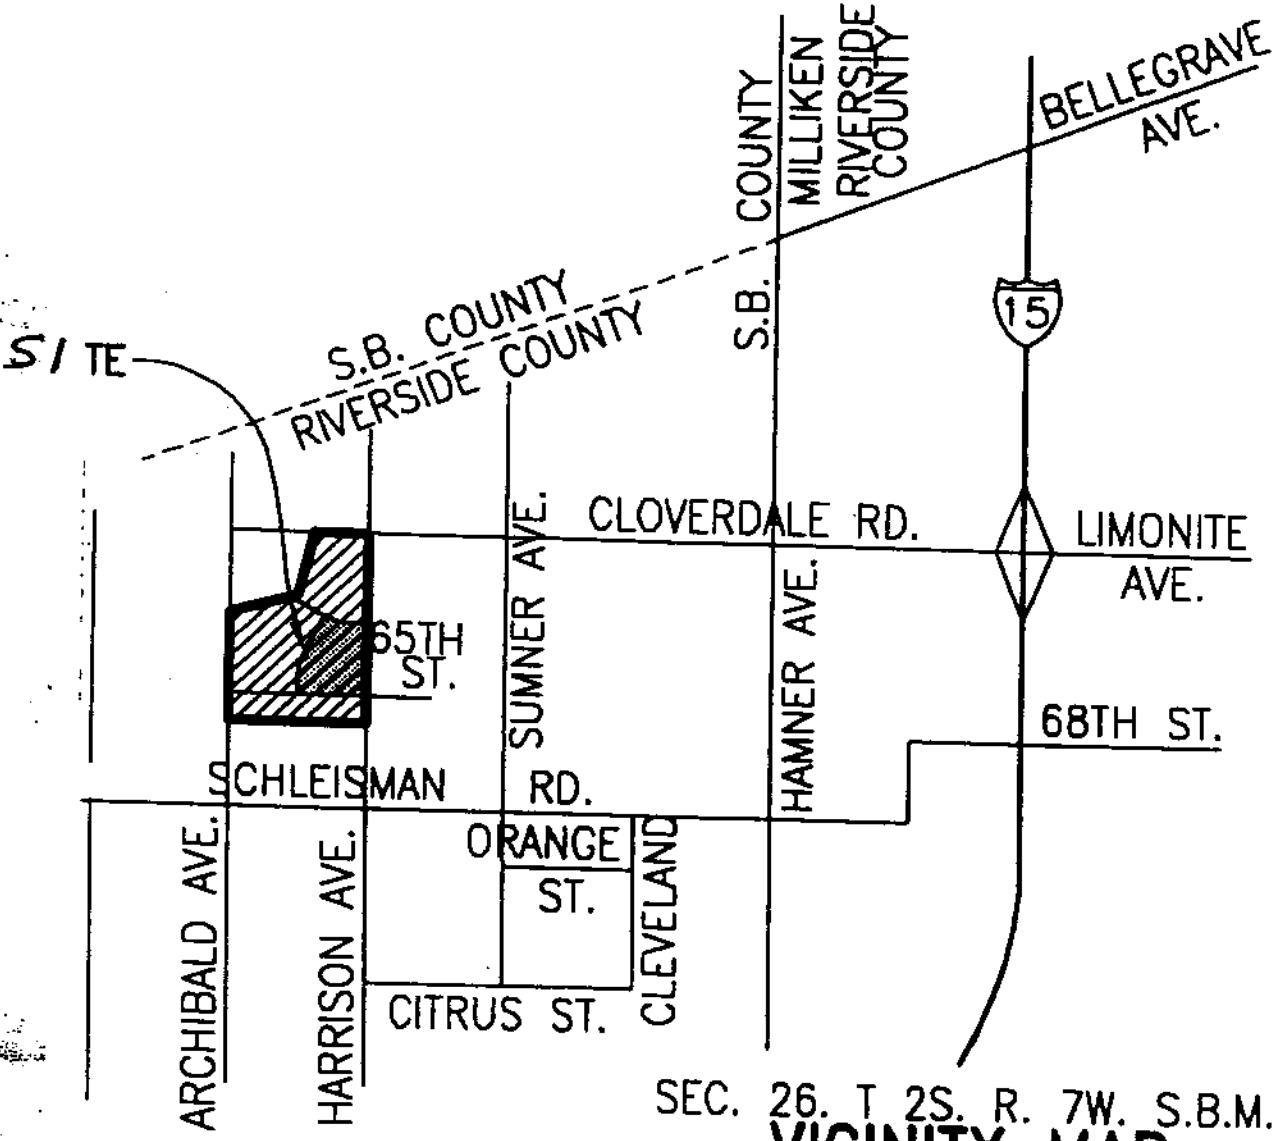 S.B. COUNTY
MILLIKEN
RIVERSIDE
COUNTY
BELLEGRAVE
AVE.
15
S.B. COUNTY
RIVERSIDE COUNTY
SITE
CLOVERDALE RD.
LIMONITE
AVE.
SUMNER AVE.
HAMNER AVE.
65TH
ST.
68TH ST.
SCHLEISMAN RD.
ORANGE
ST.
CLEVELAND
ARCHIBALD AVE.
HARRISON AVE.
CITRUS ST.
SEC. 26. T 2S. R. 7W. S.B.M.
VICINITY MAP